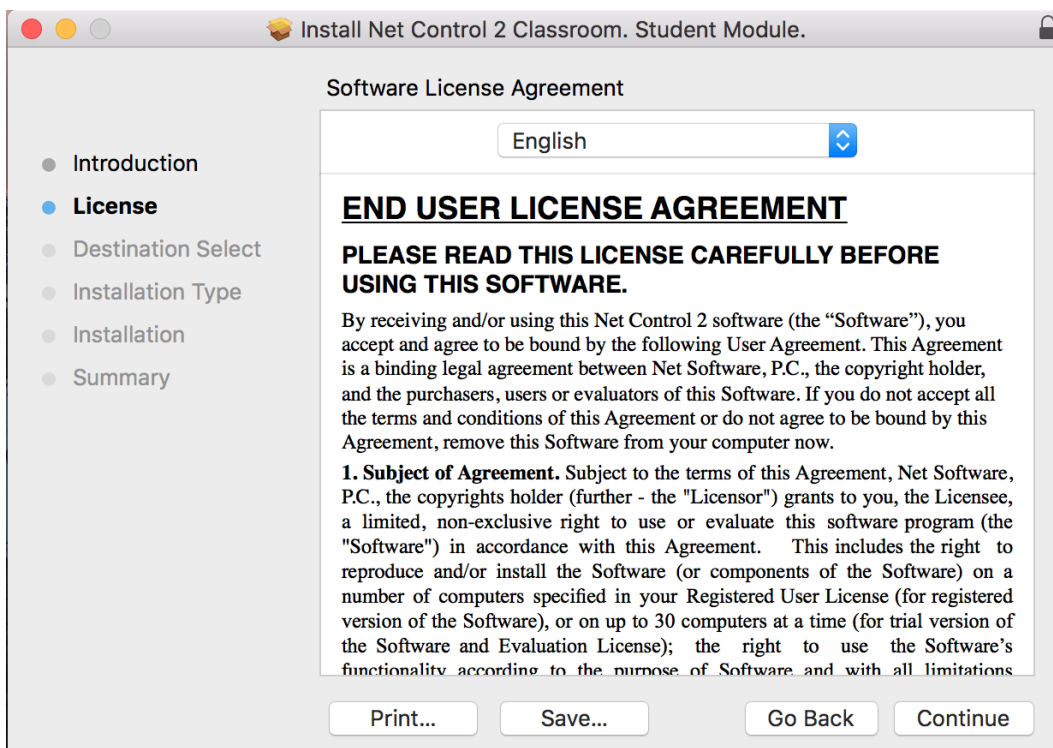 Install Net Control 2 Classroom. Student Module.
Software License Agreement
Introduction
License
Destination Select
Installation Type
Installation
Summary
English
END USER LICENSE AGREEMENT
PLEASE READ THIS LICENSE CAREFULLY BEFORE
USING THIS SOFTWARE.
By receiving and/or using this Net Control 2 software (the “Software”), you
accept and agree to be bound by the following User Agreement. This Agreement
is a binding legal agreement between Net Software, P.C., the copyright holder,
and the purchasers, users or evaluators of this Software. If you do not accept all
the terms and conditions of this Agreement or do not agree to be bound by this
Agreement, remove this Software from your computer now.
1. Subject of Agreement. Subject to the terms of this Agreement, Net Software,
P.C., the copyrights holder (further - the "Licensor") grants to you, the Licensee,
a limited, non-exclusive right to use or evaluate this software program (the
"Software") in accordance with this Agreement. This includes the right to
reproduce and/or install the Software (or components of the Software) on a
number of computers specified in your Registered User License (for registered
version of the Software), or on up to 30 computers at a time (for trial version of
the Software and Evaluation License); the right to use the Software’s
functionality according to the purpose of Software and with all limitations
Print...
Save...
Go Back
Continue